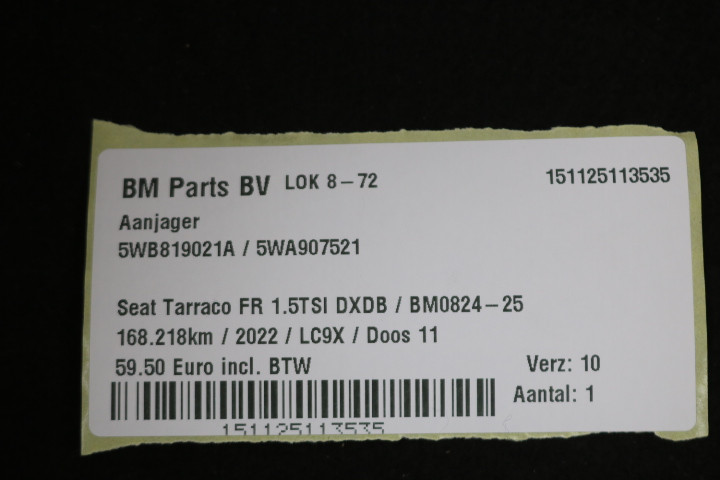 BM Parts BV LOK 8-72 151125113535
Aanjager
5WB819021A / 5WA907521
Seat Tarraco FR 1.5TSI DXDB / BM0824-25
168.218km / 2022 / LC9X / Doos 11
59.50 Euro incl. BTW Verz: 10
Aantal: 1
151125113535